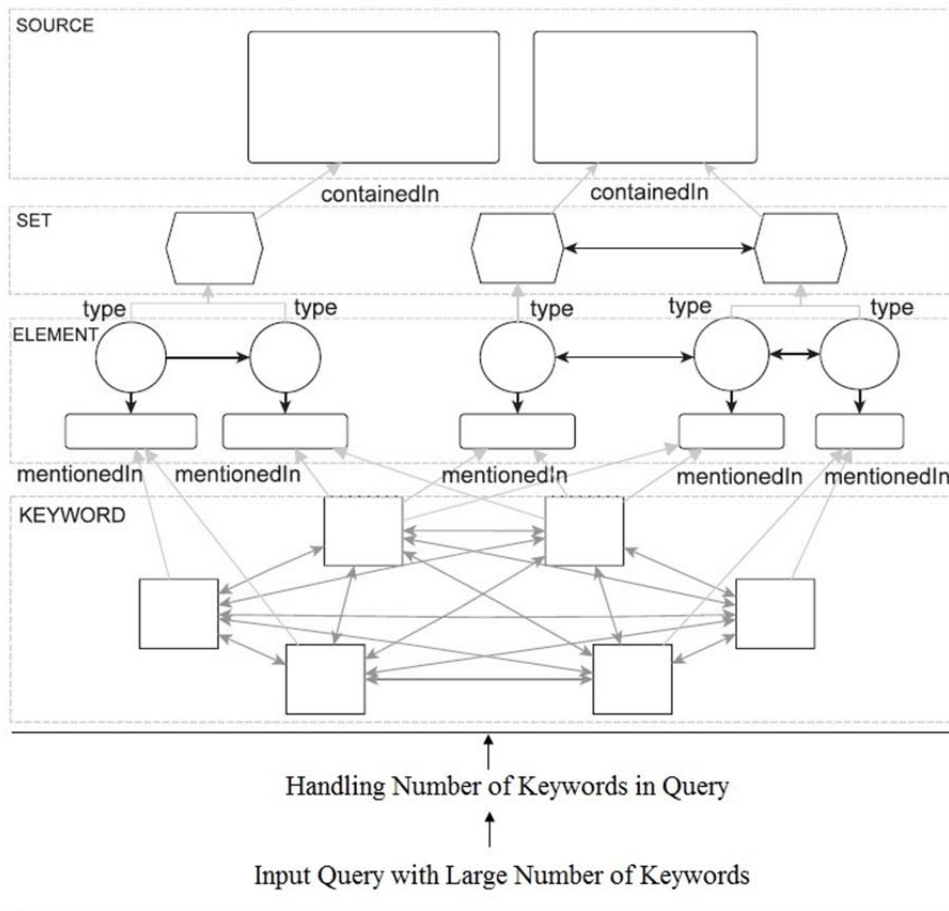 SOURCE
containedIn
containedIn
SET
type
type
type
type
type
ELEMENT
mentionedIn
mentionedIn
mentionedIn
mentionedIn
mentionedIn
KEYWORD
Handling Number of Keywords in Query
Input Query with Large Number of Keywords